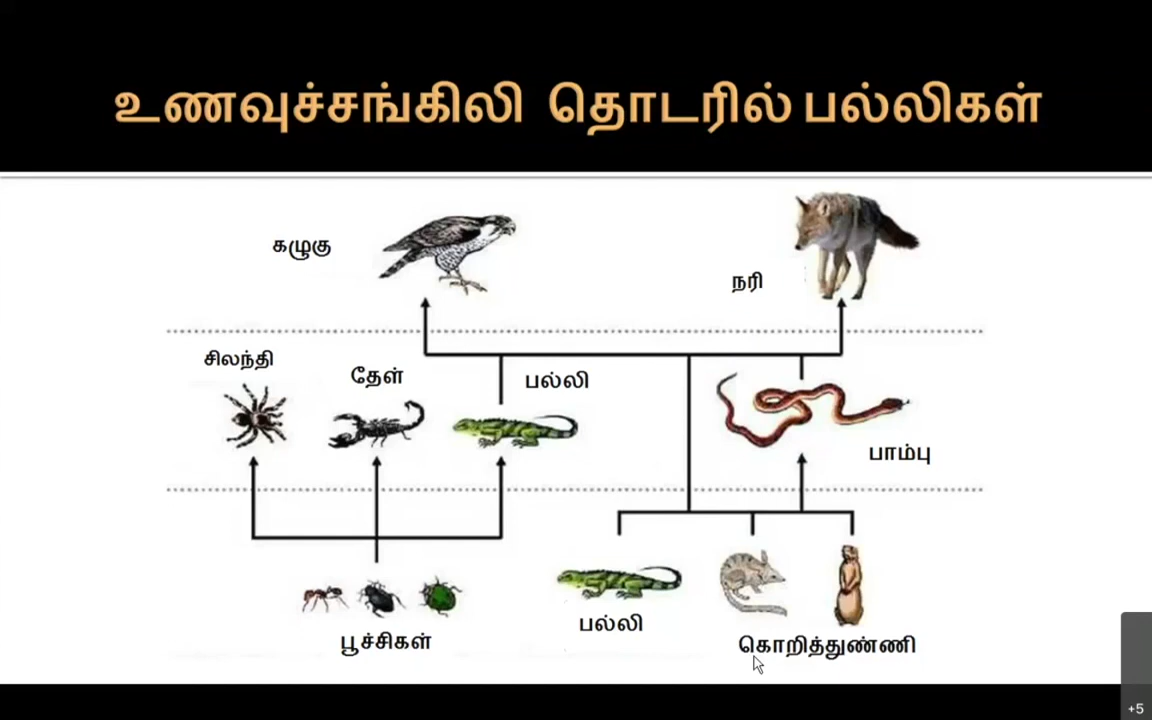 உணவுச்சங்கிலி தொடரில் பல்லிகள்
கழுகு
நரி
சிலந்தி
தேள்
பல்லி
பாம்பு
பல்லி
பூச்சிகள்
கொறித்துண்ணி
+5